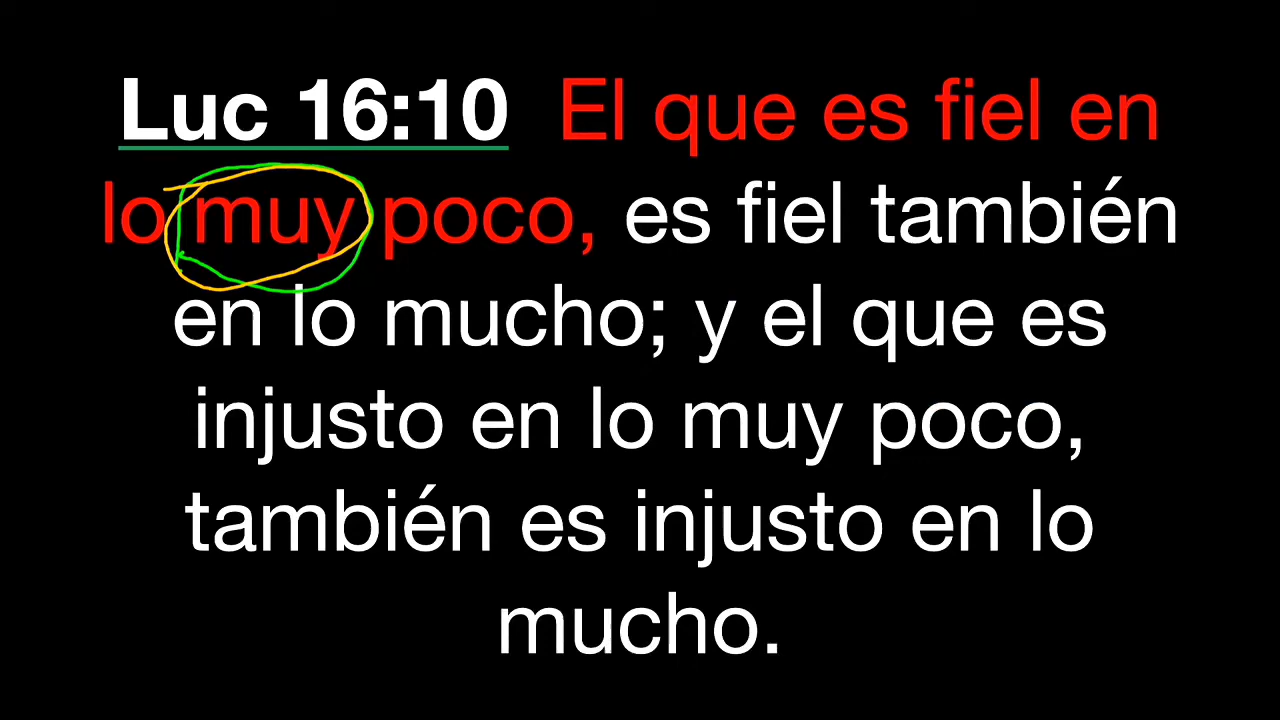 Luc 16:10 El que es fiel en
lo muy poco, es fiel también
en lo mucho; y el que es
injusto en lo muy poco,
también es injusto en lo
mucho.